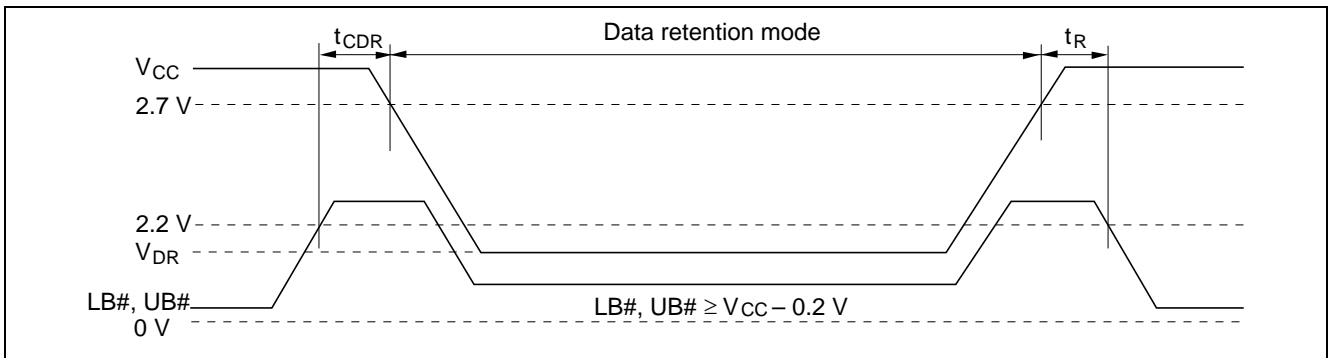 tCDR
Data retention mode
tR
VCC
2.7 V
2.2 V
VDR
LB#, UB#
LB#, UB# ≥ VCC – 0.2 V
0 V